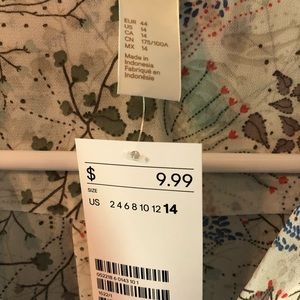 EUR 44
US 14
CA 14
CN 175/100A
MX 14
Made in
Indonesia
Fabriqué en
Indonésie
$ 9.99
SIZE
US 2 4 6 8 10 12 14